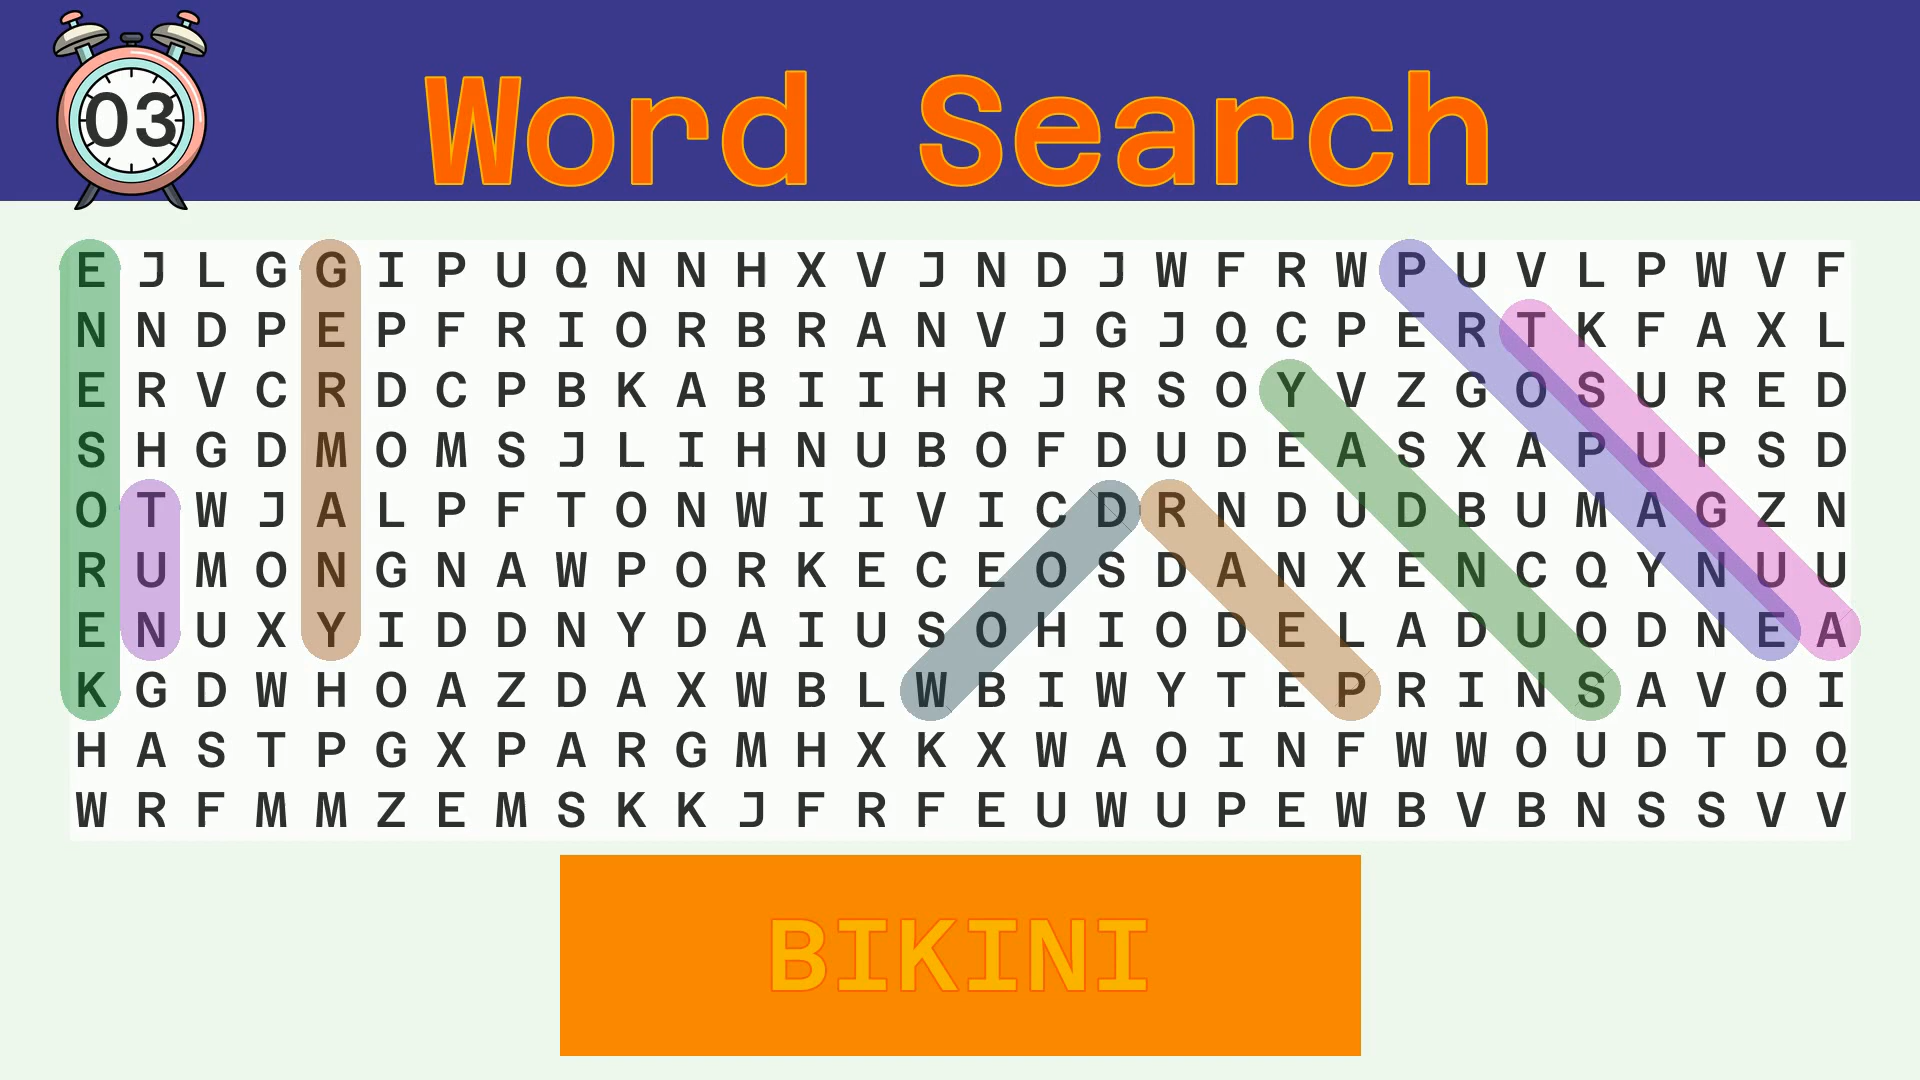 03
Word Search
E J L G G I P U Q N N H X V J N D J W F R W P U V L P W V F
N N D P E P F R I O R B R A N V J G J Q C P E R T K F A X L
E R V C R D C P B K A B I I H R J R S O Y V Z G O S U R E D
S H G D M O M S J L I H N U B O F D U D E A S X A P U P S D
O T W J A L P F T O N W I I V I C D R N D U D B U M A G Z N
R U M O N G N A W P O R K E C E O S D A N X E N C Q Y N U U
E N U X Y I D D N Y D A I U S O H I O D E L A D U O D N E A
K G D W H O A Z D A X W B L W B I W Y T E P R I N S A V O I
H A S T P G X P A R G M H X K X W A O I N F W W O U D T D Q
W R F M M Z E M S K K J F R F E U W U P E W B V B N S S V V
BIKINI